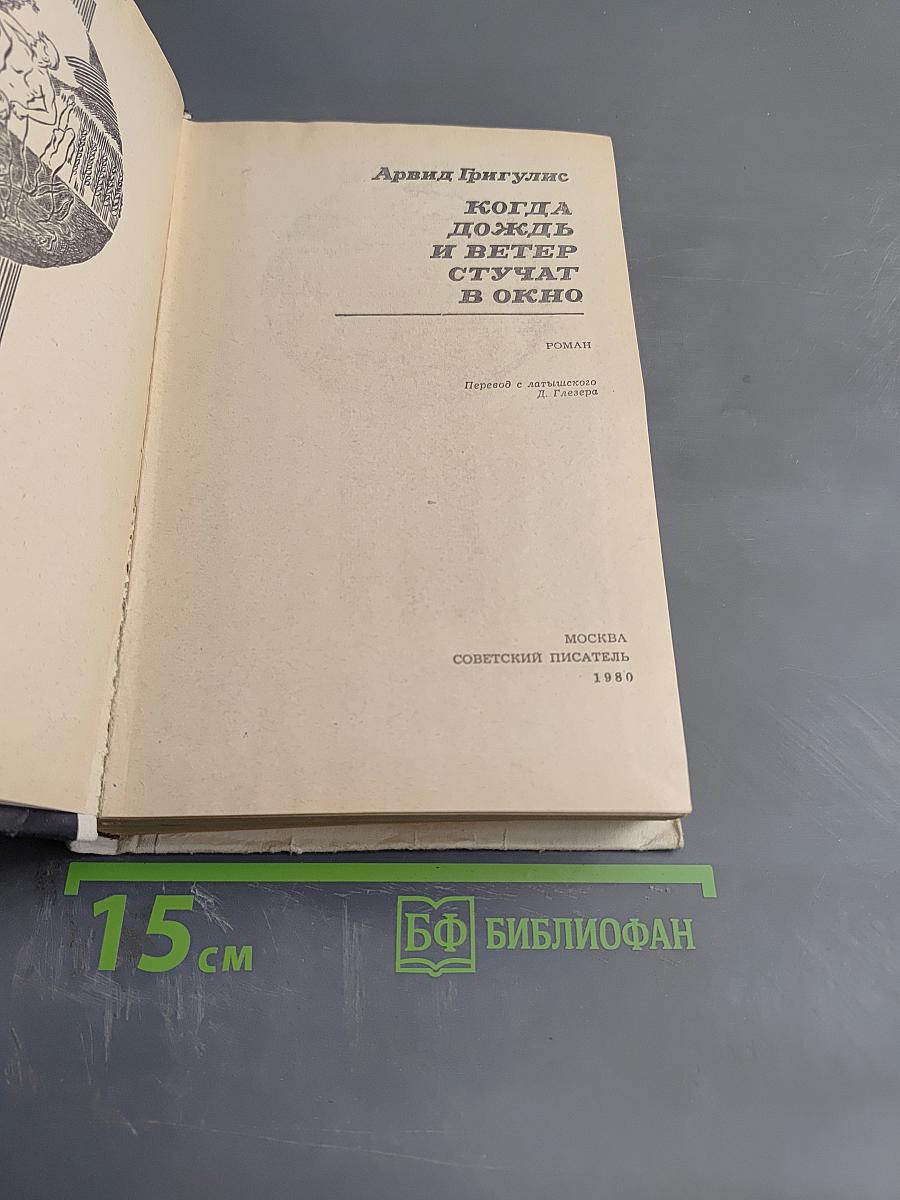 Арвид Григулис
КОГДА
ДОЖДЬ
И ВЕТЕР
СТУЧАТ
В ОКНО
РОМАН
Перевод с латышского
Д. Глезера
МОСКВА
СОВЕТСКИЙ ПИСАТЕЛЬ
1980
15 см
БФ БИБЛИОФАН